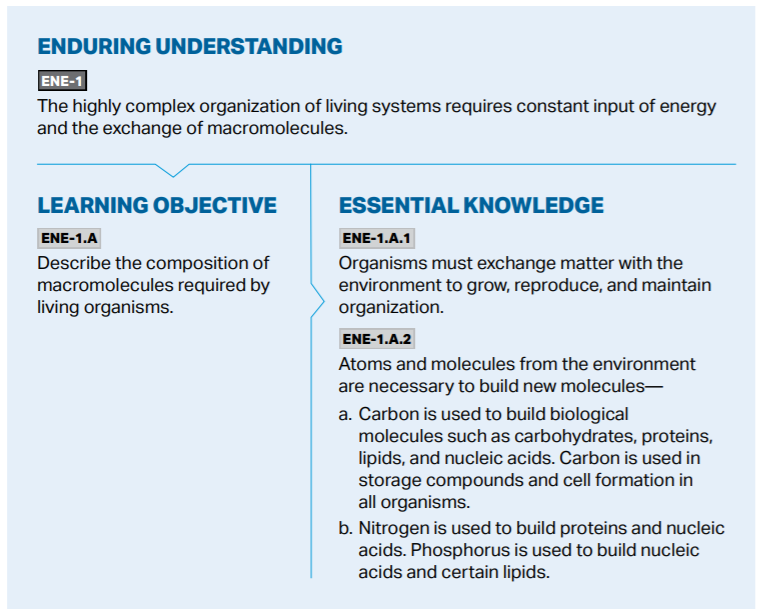 ENDURING UNDERSTANDING
ENE-1
The highly complex organization of living systems requires constant input of energy
and the exchange of macromolecules.
LEARNING OBJECTIVE
ENE-1.A
Describe the composition of
macromolecules required by
living organisms.
ESSENTIAL KNOWLEDGE
ENE-1.A.1
Organisms must exchange matter with the
environment to grow, reproduce, and maintain
organization.
ENE-1.A.2
Atoms and molecules from the environment
are necessary to build new molecules—
a. Carbon is used to build biological
molecules such as carbohydrates, proteins,
lipids, and nucleic acids. Carbon is used in
storage compounds and cell formation in
all organisms.
b. Nitrogen is used to build proteins and nucleic
acids. Phosphorus is used to build nucleic
acids and certain lipids.